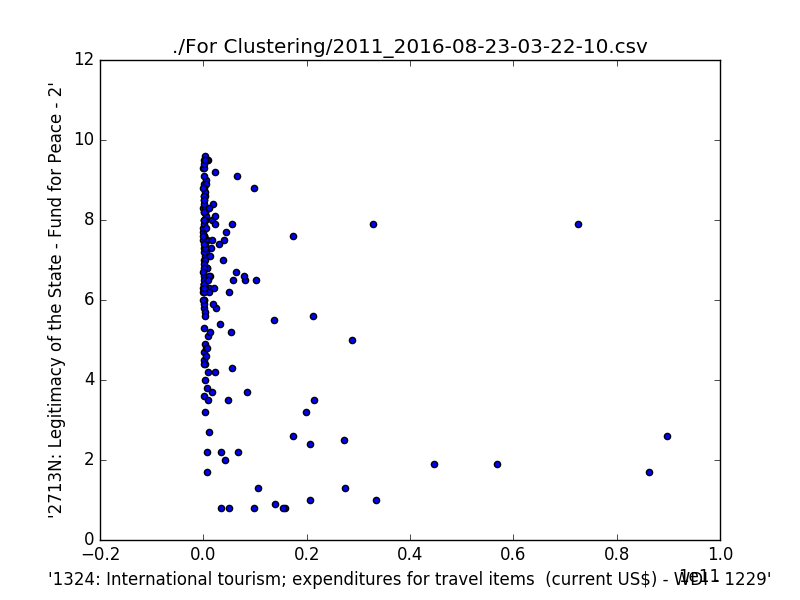 ./For Clustering/2011_2016-08-23-03-22-10.csv
12
10
8
6
4
2
0
'2713N: Legitimacy of the State - Fund for Peace - 2'
−0.2 0.0 0.2 0.4 0.6 0.8 1.0
1e11
'1324: International tourism; expenditures for travel items  (current US$) - WDI - 1229'